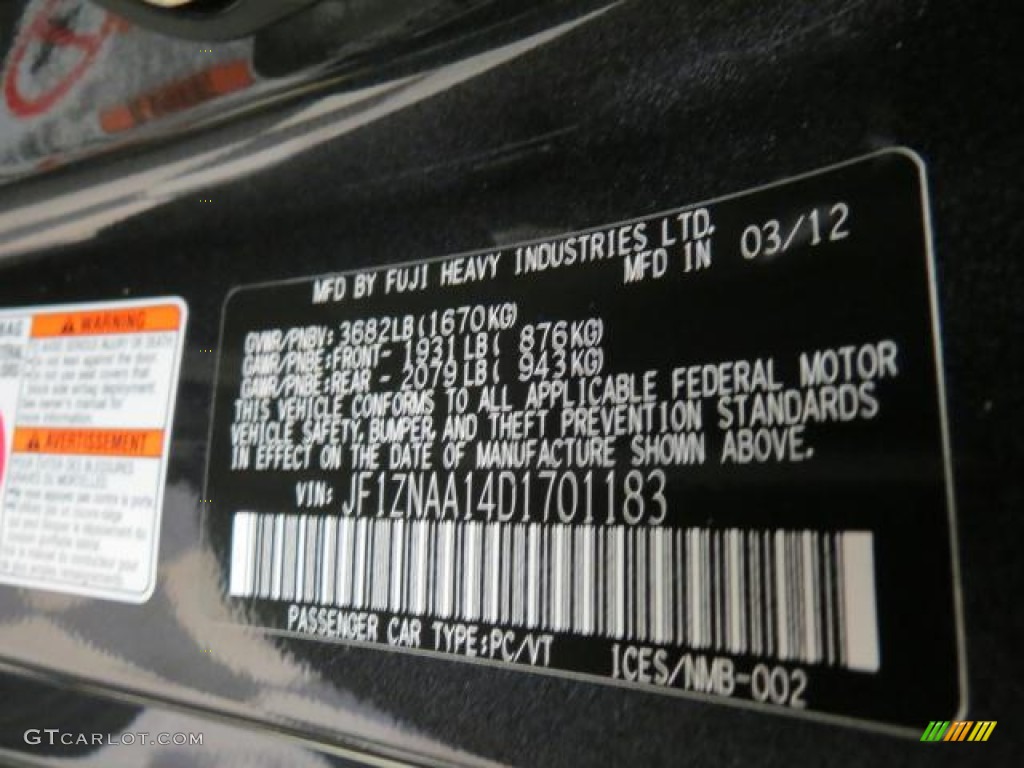 MFD BY FUJI HEAVY INDUSTRIES LTD.
MFD IN 03/12
GVWR/PNBV: 3682LB(1670KG)
GAWR/PNBE:FRONT- 1931LB( 876KG)
GAWR/PNBE:REAR - 2079LB( 943KG)
THIS VEHICLE CONFORMS TO ALL APPLICABLE FEDERAL MOTOR
VEHICLE SAFETY, BUMPER, AND THEFT PREVENTION STANDARDS
IN EFFECT ON THE DATE OF MANUFACTURE SHOWN ABOVE.
VIN: JF1ZNAA14D1701183
PASSENGER CAR TYPE:PC/VT
ICES/NMB-002
WARNING
AVERTISSEMENT
GTCARLOT.COM